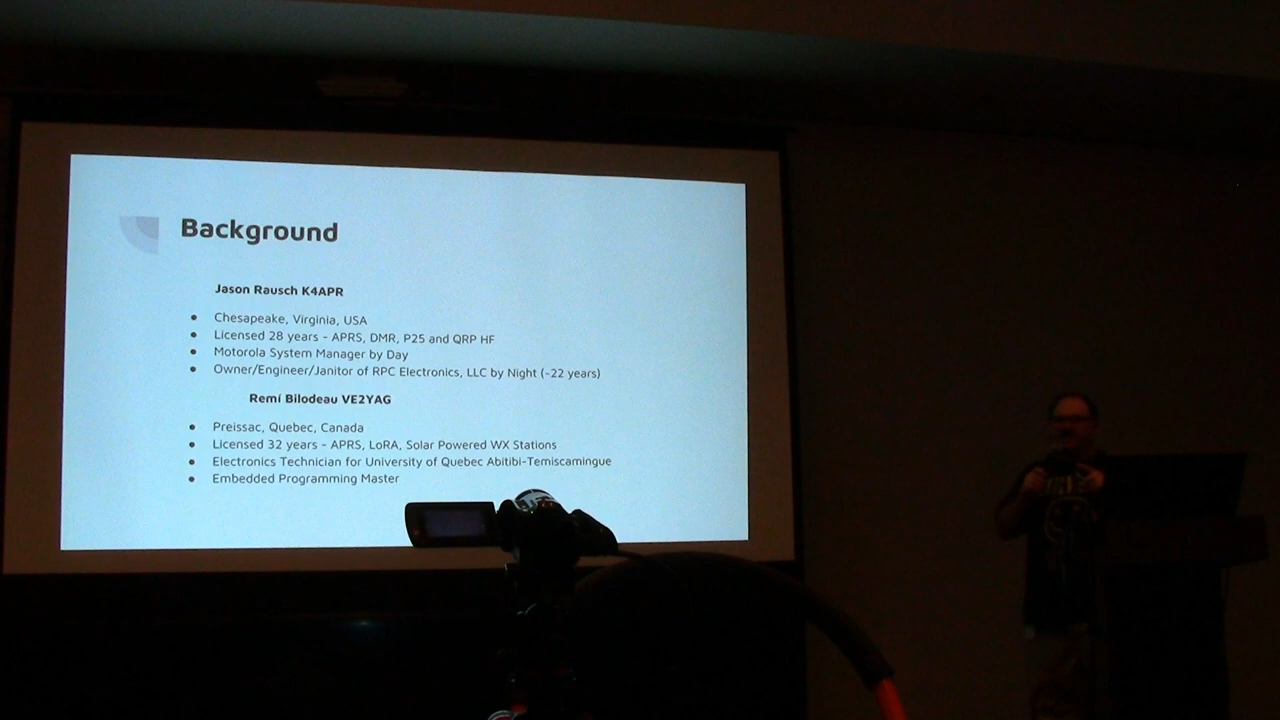 Background
Jason Rausch K4APR
● Chesapeake, Virginia, USA
● Licensed 28 years - APRS, DMR, P25 and QRP HF
● Motorola System Manager by Day
● Owner/Engineer/Janitor of RPC Electronics, LLC by Night (~22 years)
Remí Bilodeau VE2YAG
● Preissac, Quebec, Canada
● Licensed 32 years - APRS, LoRA, Solar Powered WX Stations
● Electronics Technician for University of Quebec Abitibi-Temiscamingue
● Embedded Programming Master